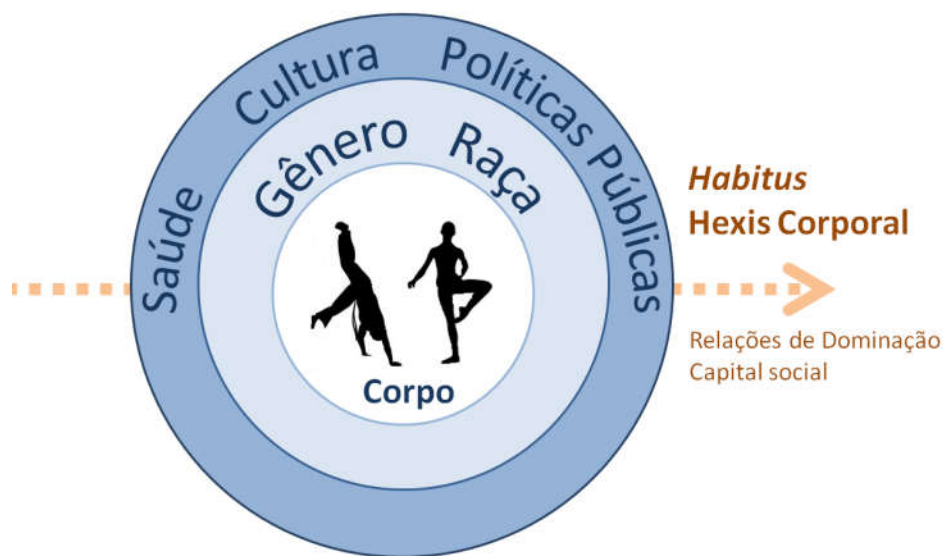 Saúde
Cultura
Políticas Públicas
Gênero
Raça
Corpo
Habitus
Hexis Corporal
Relações de Dominação
Capital social